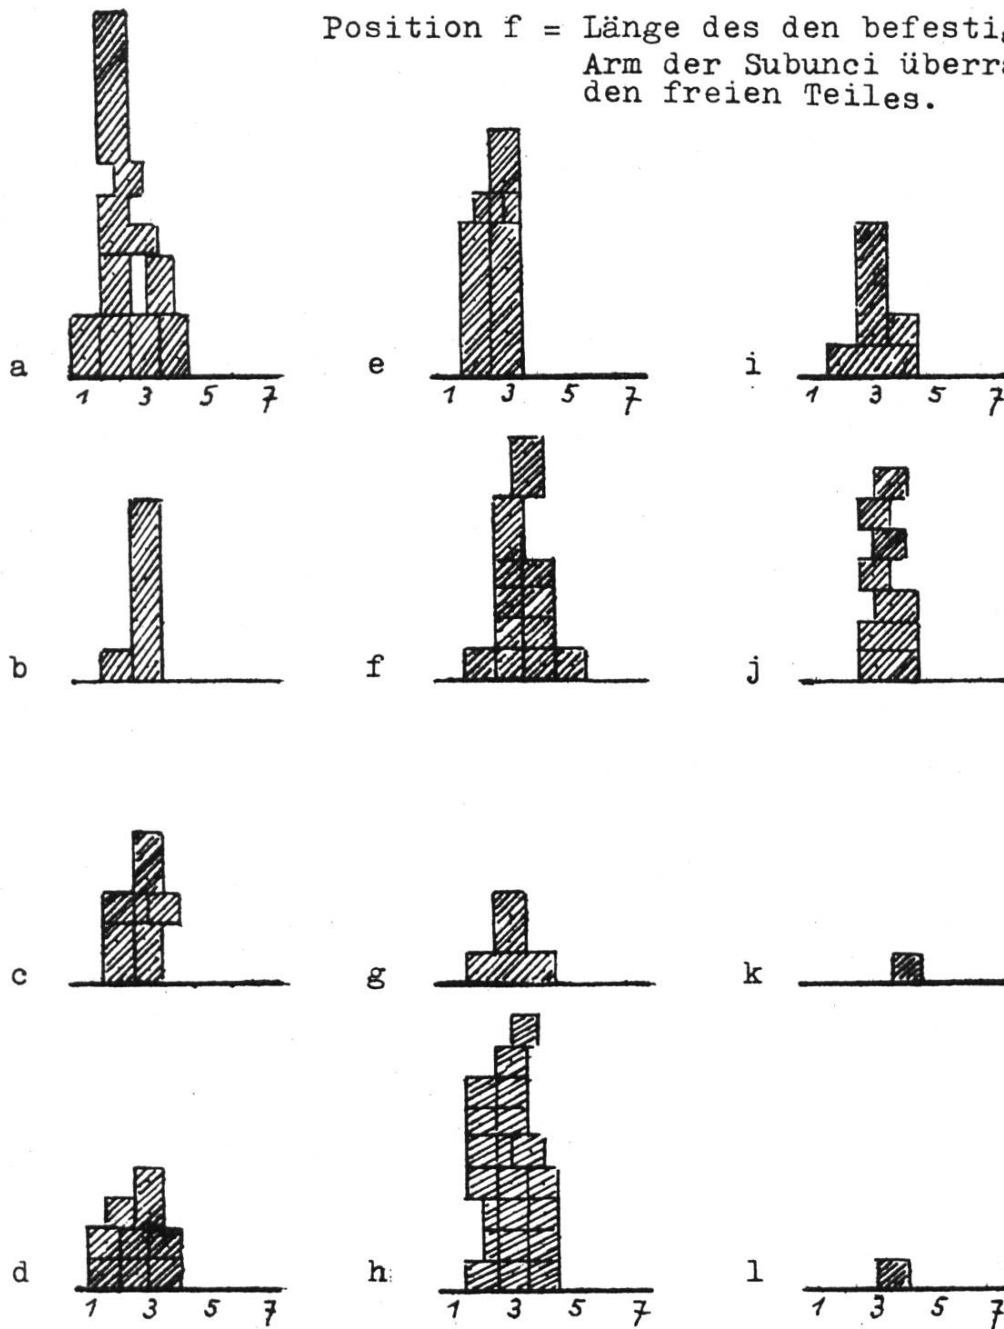 Position f = Länge des den befestig
Arm der Subunci überra
den freien Teiles.
a
1 3 5 7
e
1 3 5 7
i
1 3 5 7
b
f
j
c
g
k
d
1 3 5 7
h
1 3 5 7
l
1 3 5 7